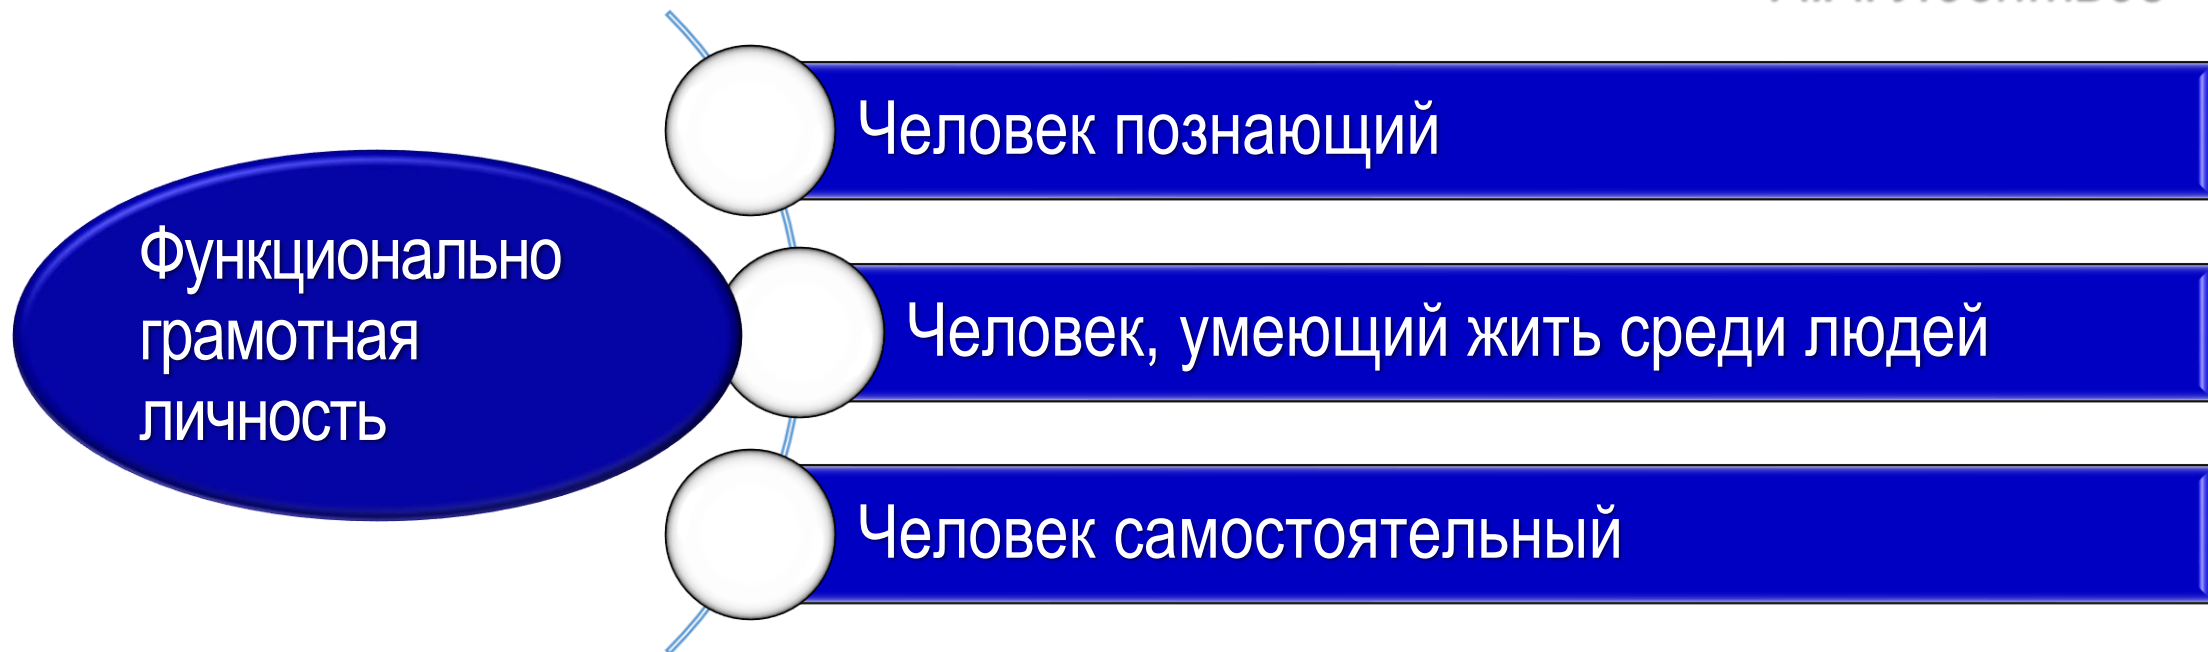 Человек познающий
Функционально
грамотная
личность
Человек, умеющий жить среди людей
Человек самостоятельный